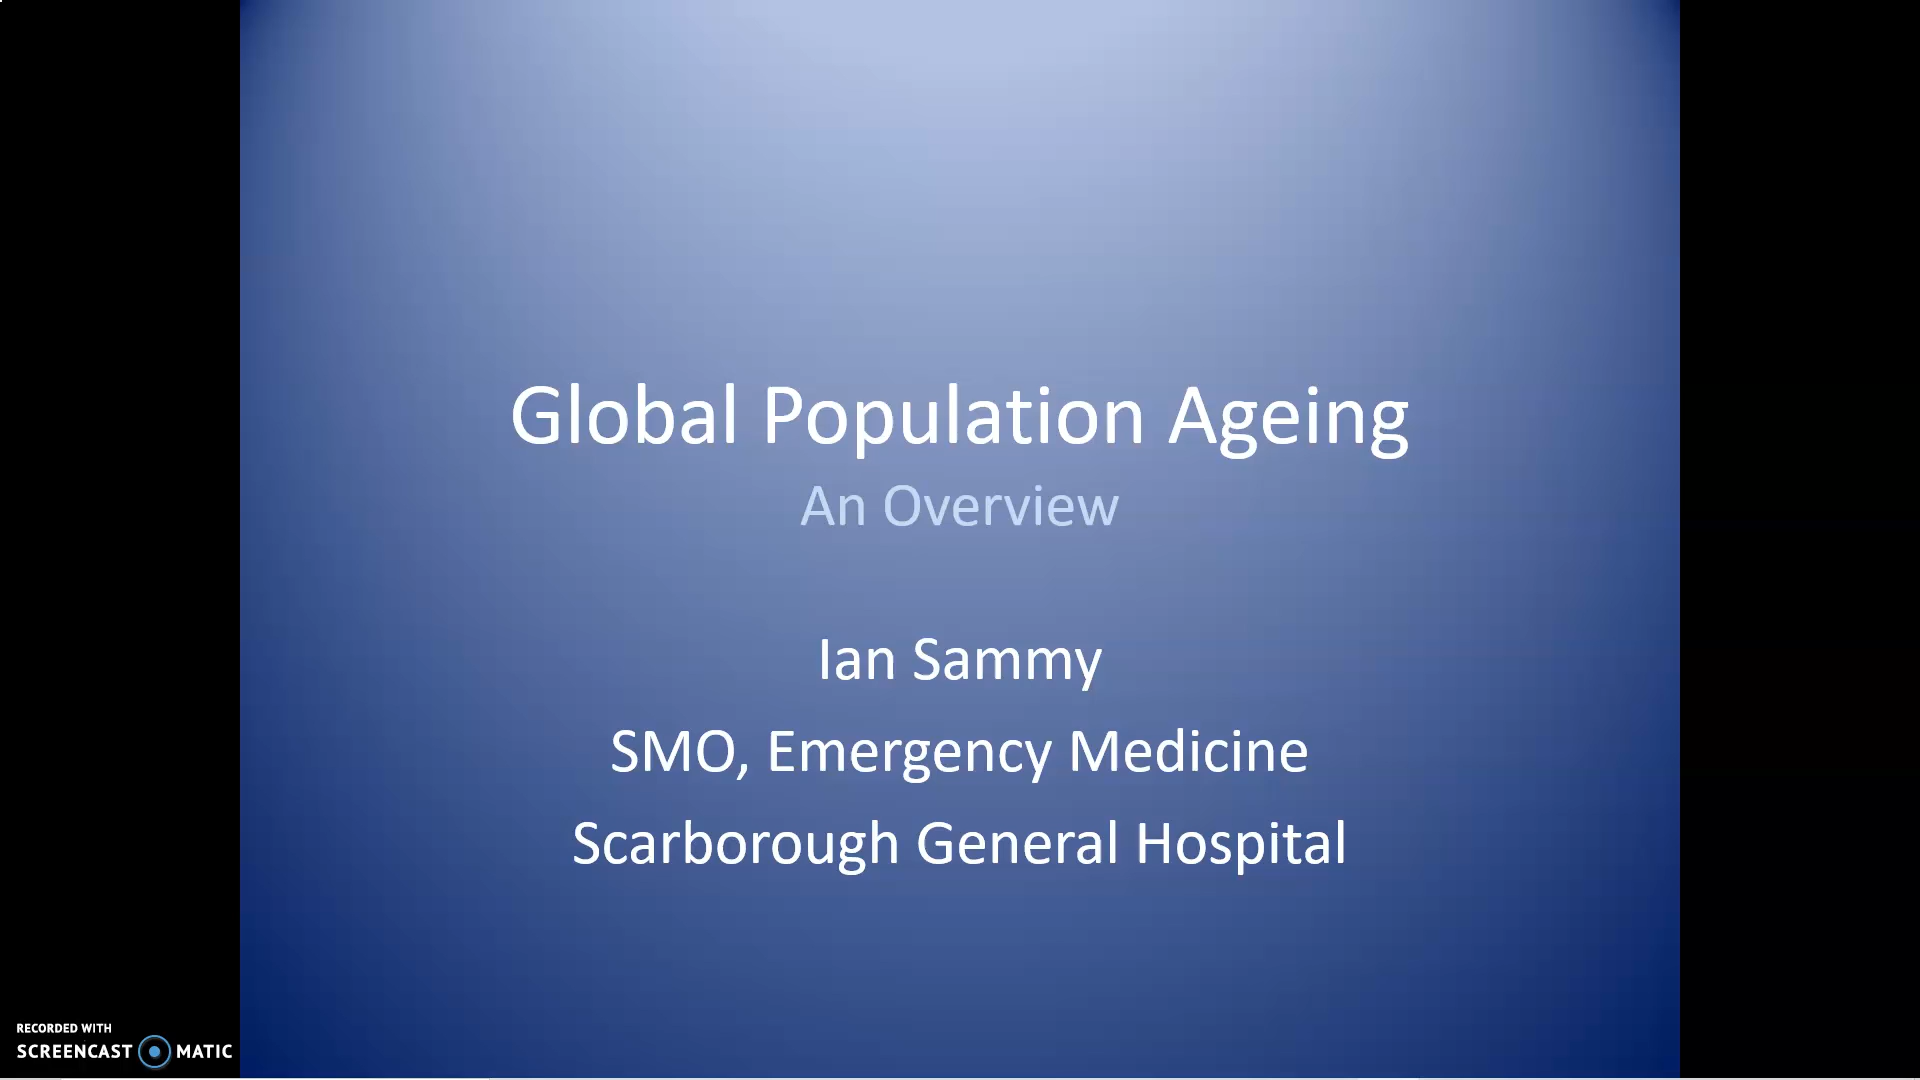 Global Population Ageing
An Overview
Ian Sammy
SMO, Emergency Medicine
Scarborough General Hospital
RECORDED WITH
SCREENCAST MATIC